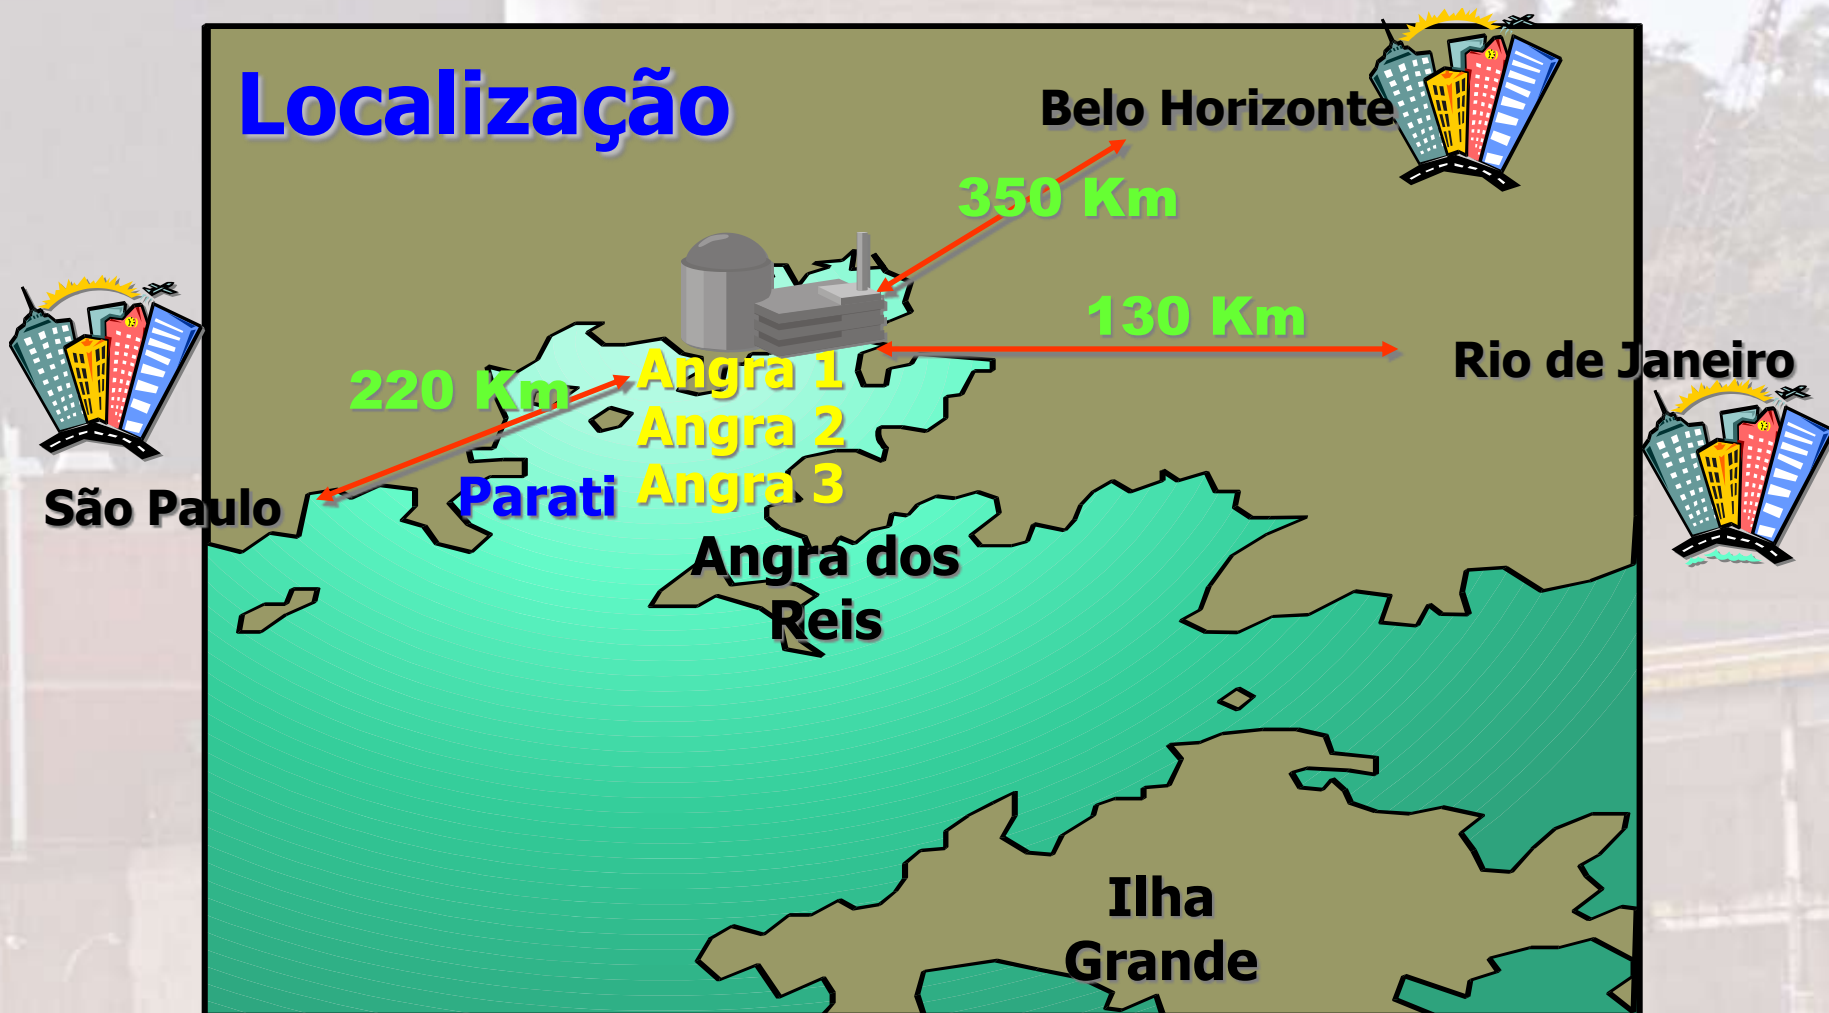 Localização
Belo Horizonte
350 Km
130 Km
Rio de Janeiro
220 Km
Angra 1
Angra 2
Angra 3
São Paulo
Parati
Angra dos
Reis
Ilha
Grande